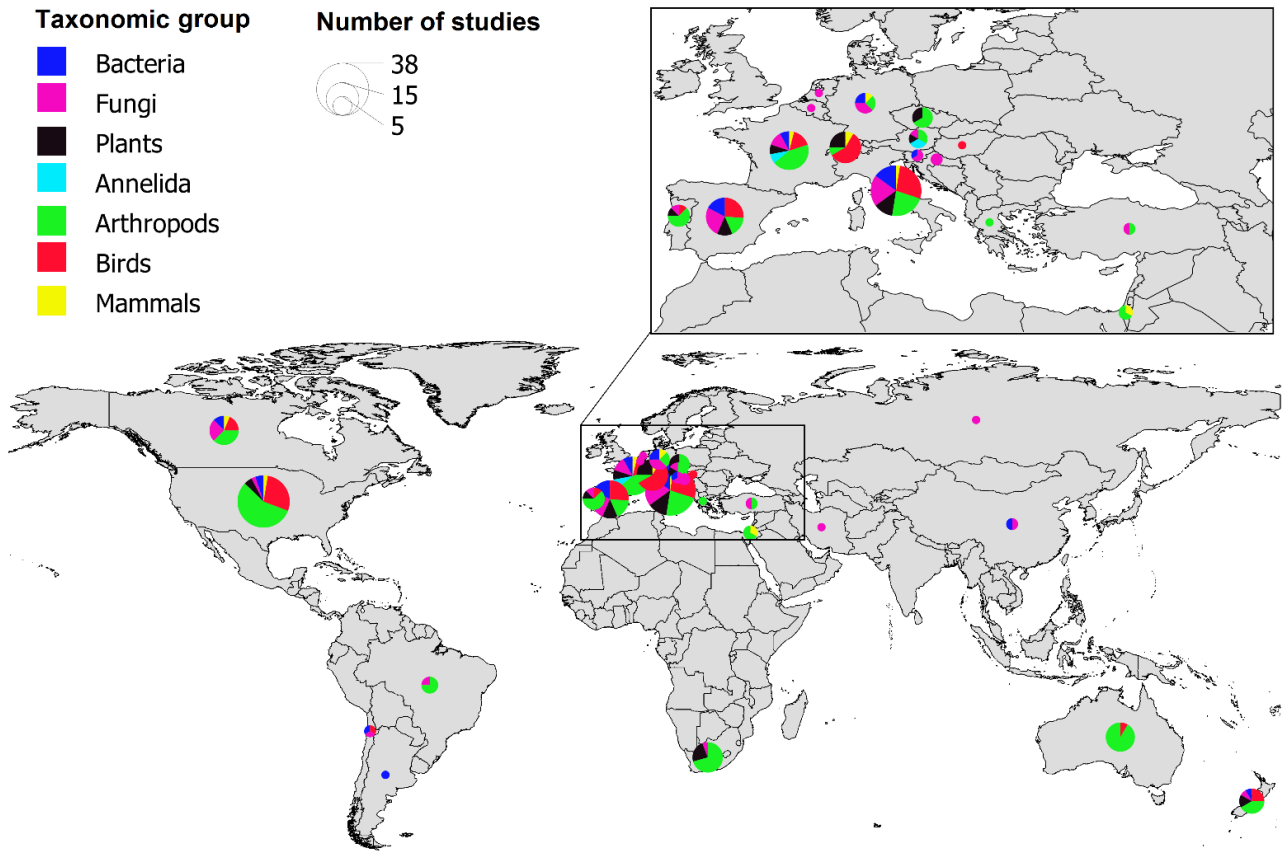 Taxonomic group
Bacteria
Fungi
Plants
Annelida
Arthropods
Birds
Mammals
Number of studies
38
15
5